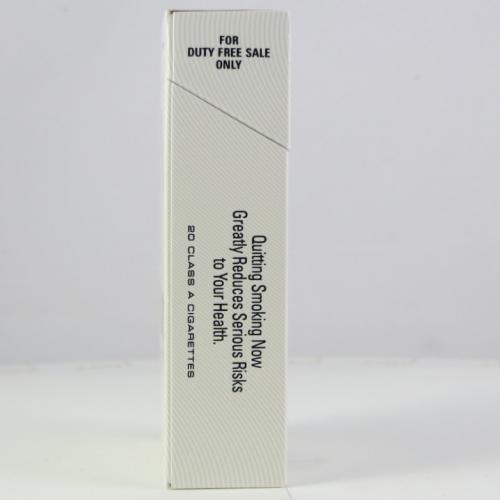 FOR
DUTY FREE SALE
ONLY
Quitting Smoking Now
Greatly Reduces Serious Risks
to Your Health.
20 CLASS A CIGARETTES